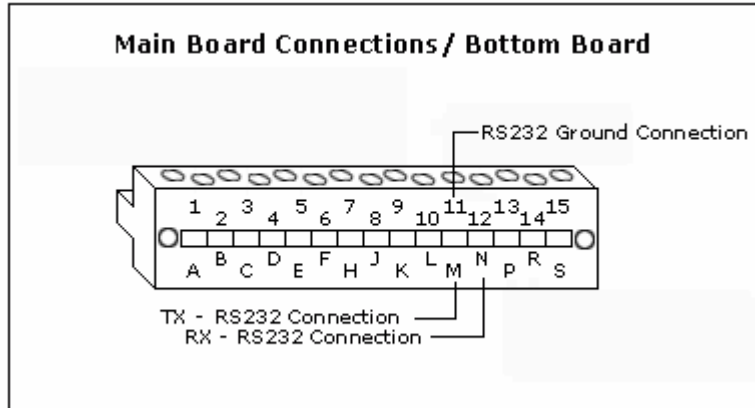 Main Board Connections/ Bottom Board
RS232 Ground Connection
1 2 3 4 5 6 7 8 9 10 11 12 13 14 15
A B C D E F H J K L M N P R S
TX - RS232 Connection
RX - RS232 Connection